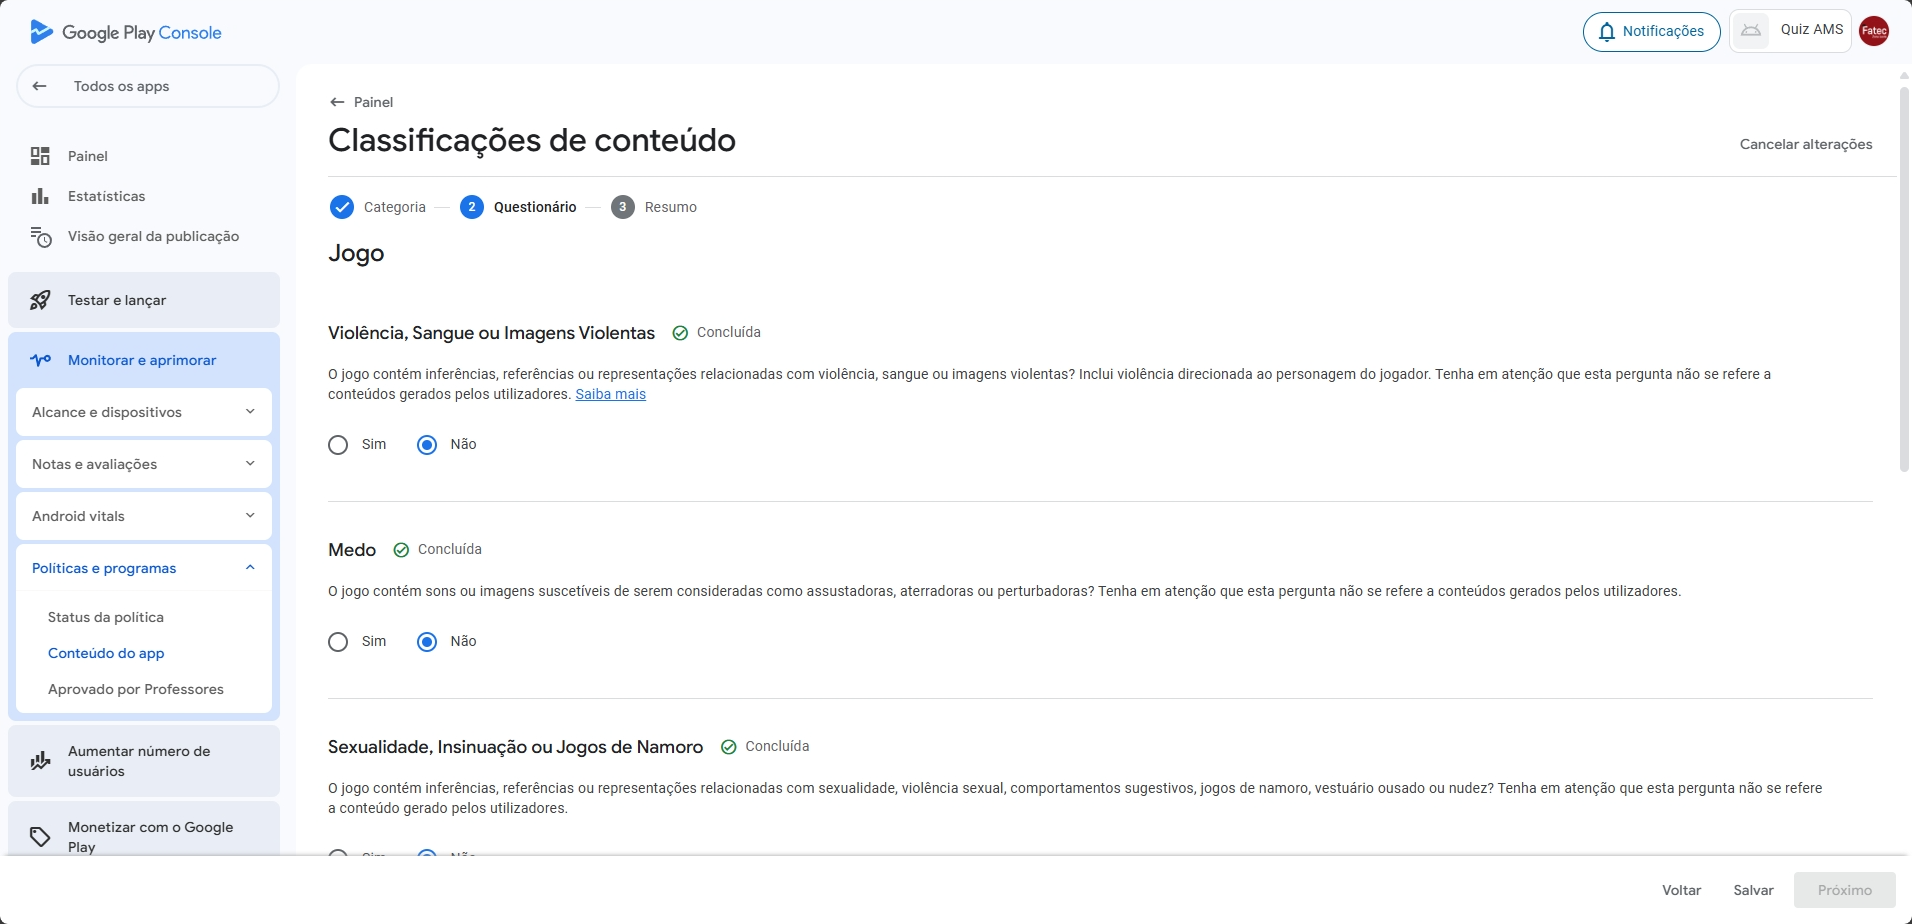 Google Play Console
Notificações
Quiz AMS
Fatec
Todos os apps
Painel
Estatísticas
Visão geral da publicação
Testar e lançar
Monitorar e aprimorar
Alcance e dispositivos
Notas e avaliações
Android vitals
Políticas e programas
Status da política
Conteúdo do app
Aprovado por Professores
Aumentar número de
usuários
Monetizar com o Google
Play
Painel
Classificações de conteúdo
Cancelar alterações
Categoria
2 Questionário
3 Resumo
Jogo
Violência, Sangue ou Imagens Violentas Concluída
O jogo contém inferências, referências ou representações relacionadas com violência, sangue ou imagens violentas? Inclui violência direcionada ao personagem do jogador. Tenha em atenção que esta pergunta não se refere a
conteúdos gerados pelos utilizadores. Saiba mais
Sim Não
Medo Concluída
O jogo contém sons ou imagens suscetíveis de serem consideradas como assustadoras, aterradoras ou perturbadoras? Tenha em atenção que esta pergunta não se refere a conteúdos gerados pelos utilizadores.
Sim Não
Sexualidade, Insinuação ou Jogos de Namoro Concluída
O jogo contém inferências, referências ou representações relacionadas com sexualidade, violência sexual, comportamentos sugestivos, jogos de namoro, vestuário ousado ou nudez? Tenha em atenção que esta pergunta não se refere
a conteúdo gerado pelos utilizadores.
Sim Não
Voltar
Salvar
Próximo